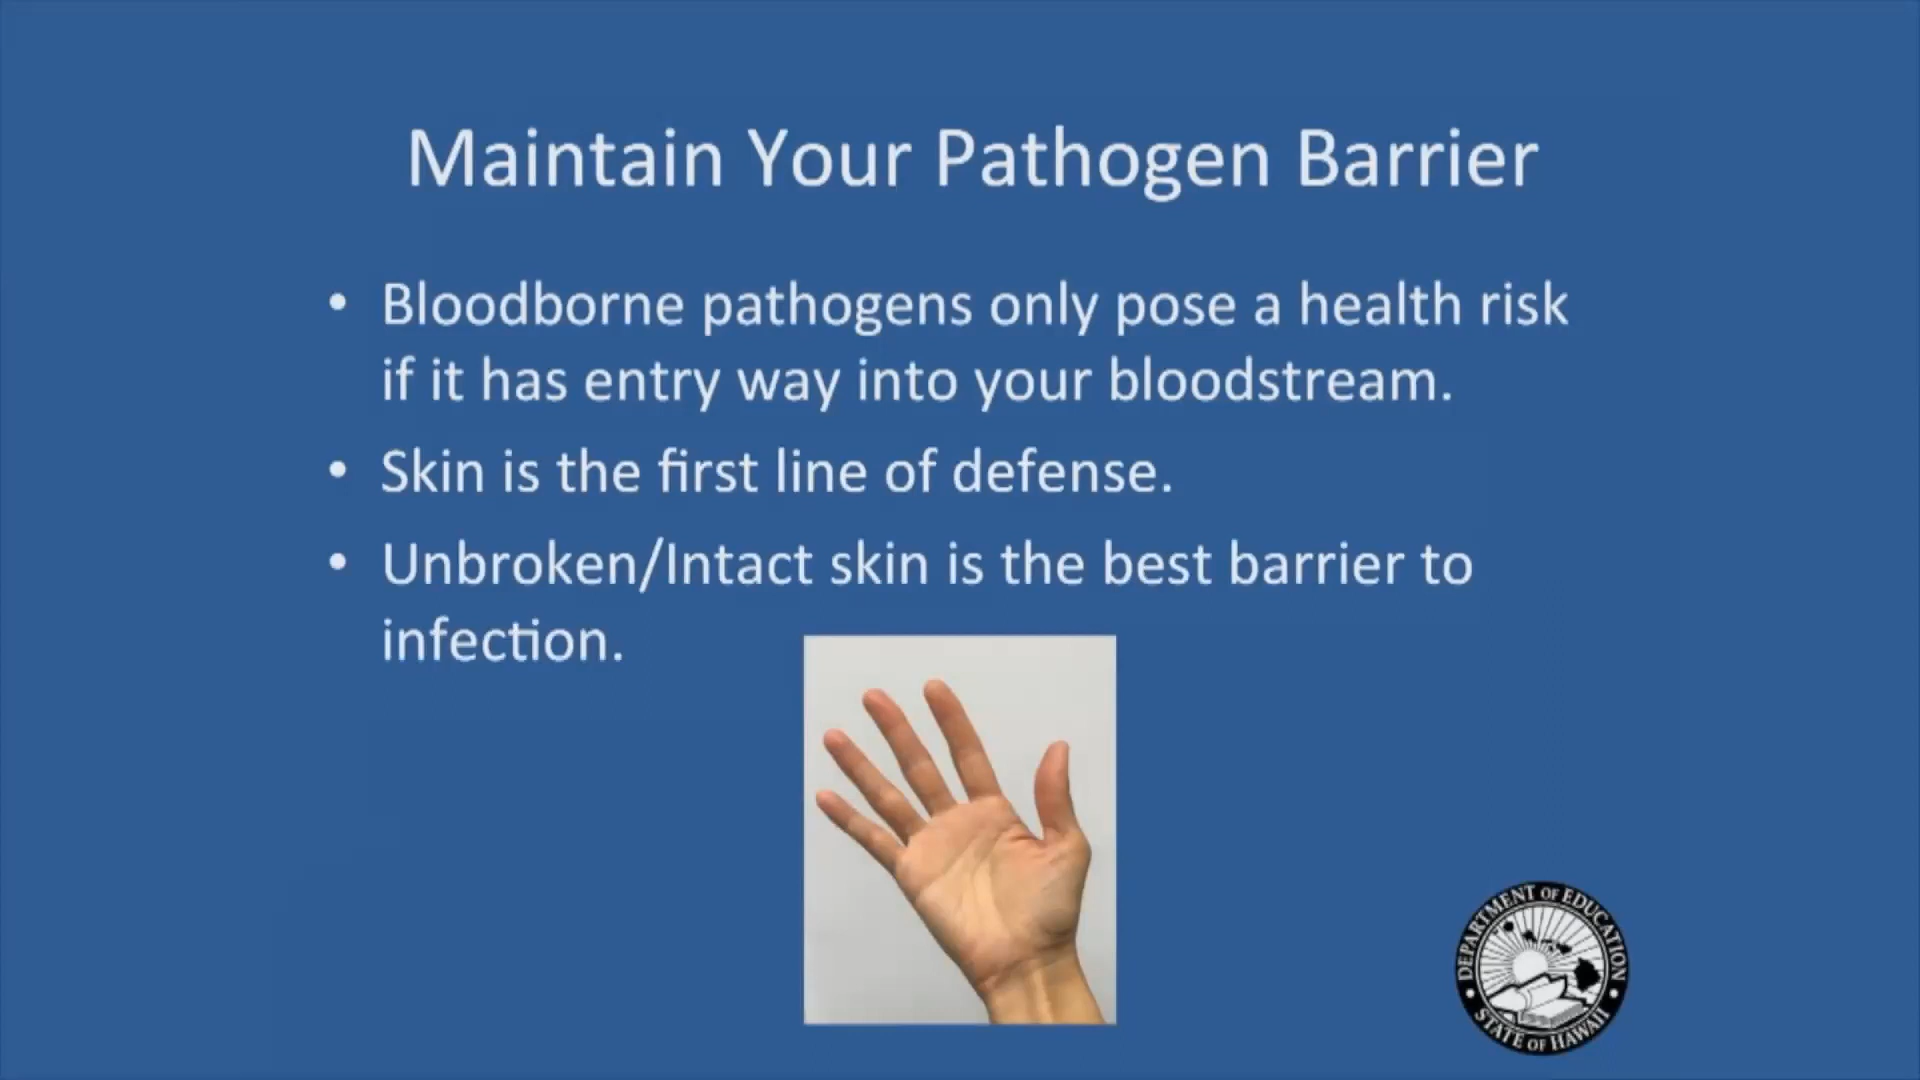 Maintain Your Pathogen Barrier
• Bloodborne pathogens only pose a health risk
if it has entry way into your bloodstream.
• Skin is the first line of defense.
• Unbroken/Intact skin is the best barrier to
infection.
DEPARTMENT OF EDUCATION
• STATE OF HAWAII •